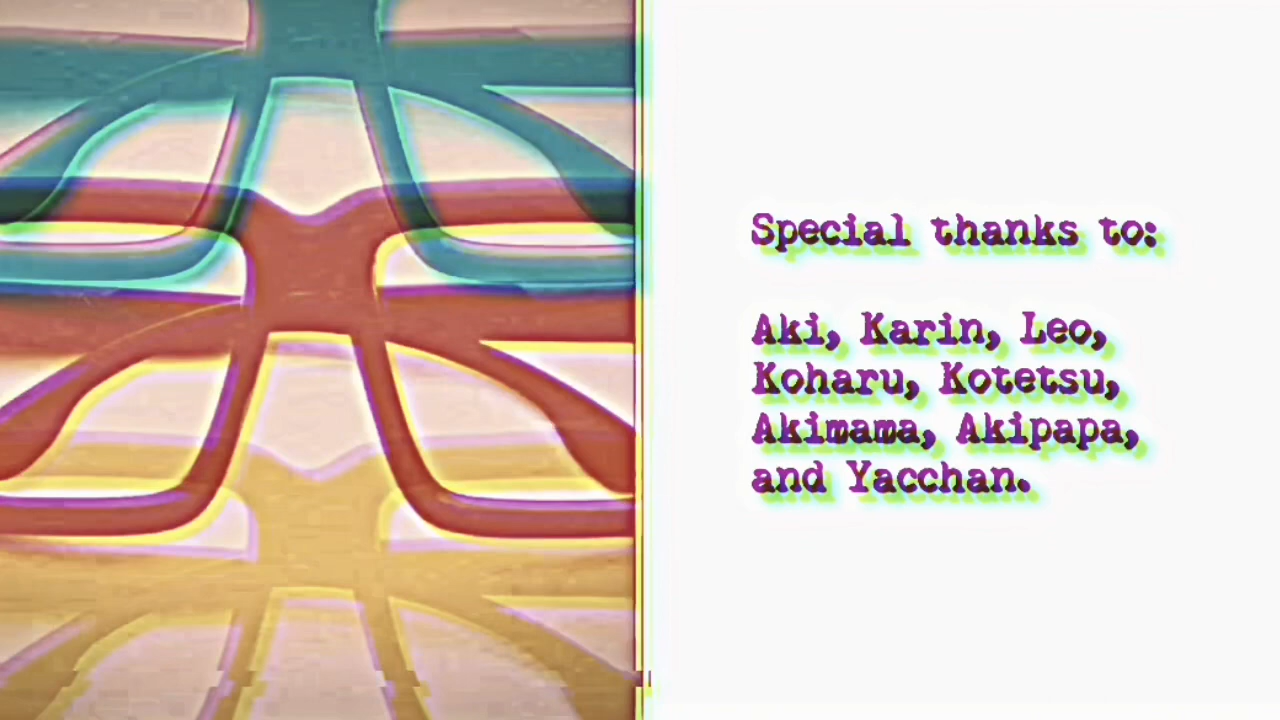 Special thanks to:
Aki, Karin, Leo,
Koharu, Kotetsu,
Akimama, Akipapa,
and Yacchan.